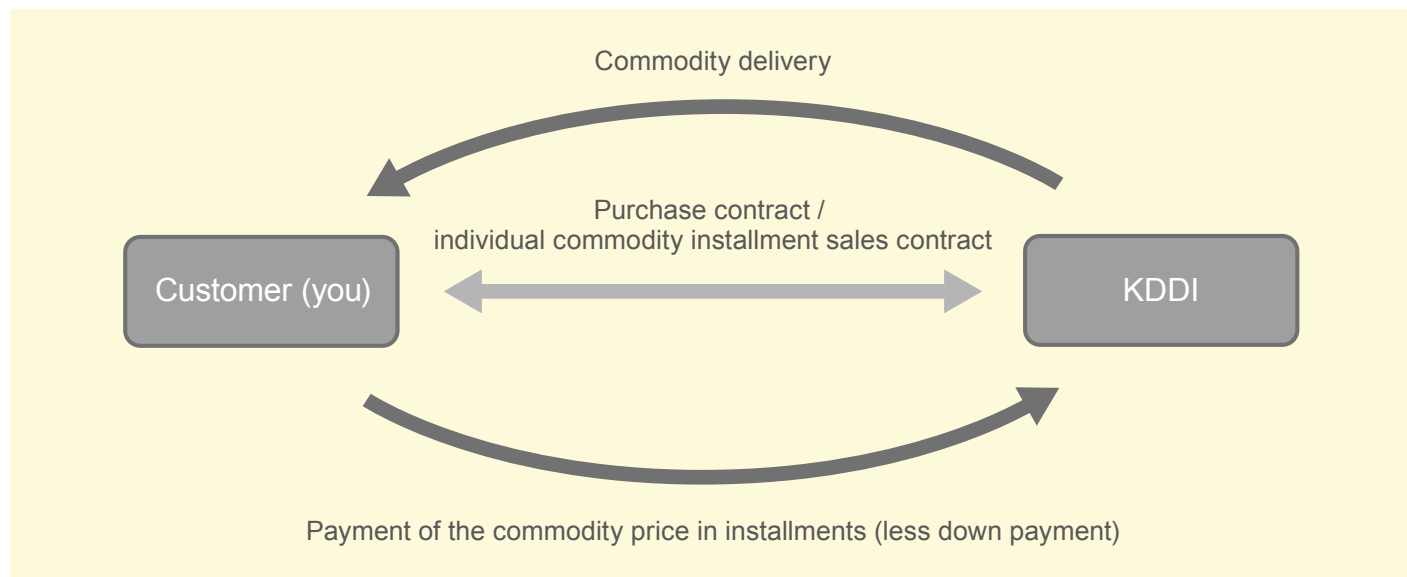 Commodity delivery
Purchase contract /
individual commodity installment sales contract
Customer (you)
KDDI
Payment of the commodity price in installments (less down payment)